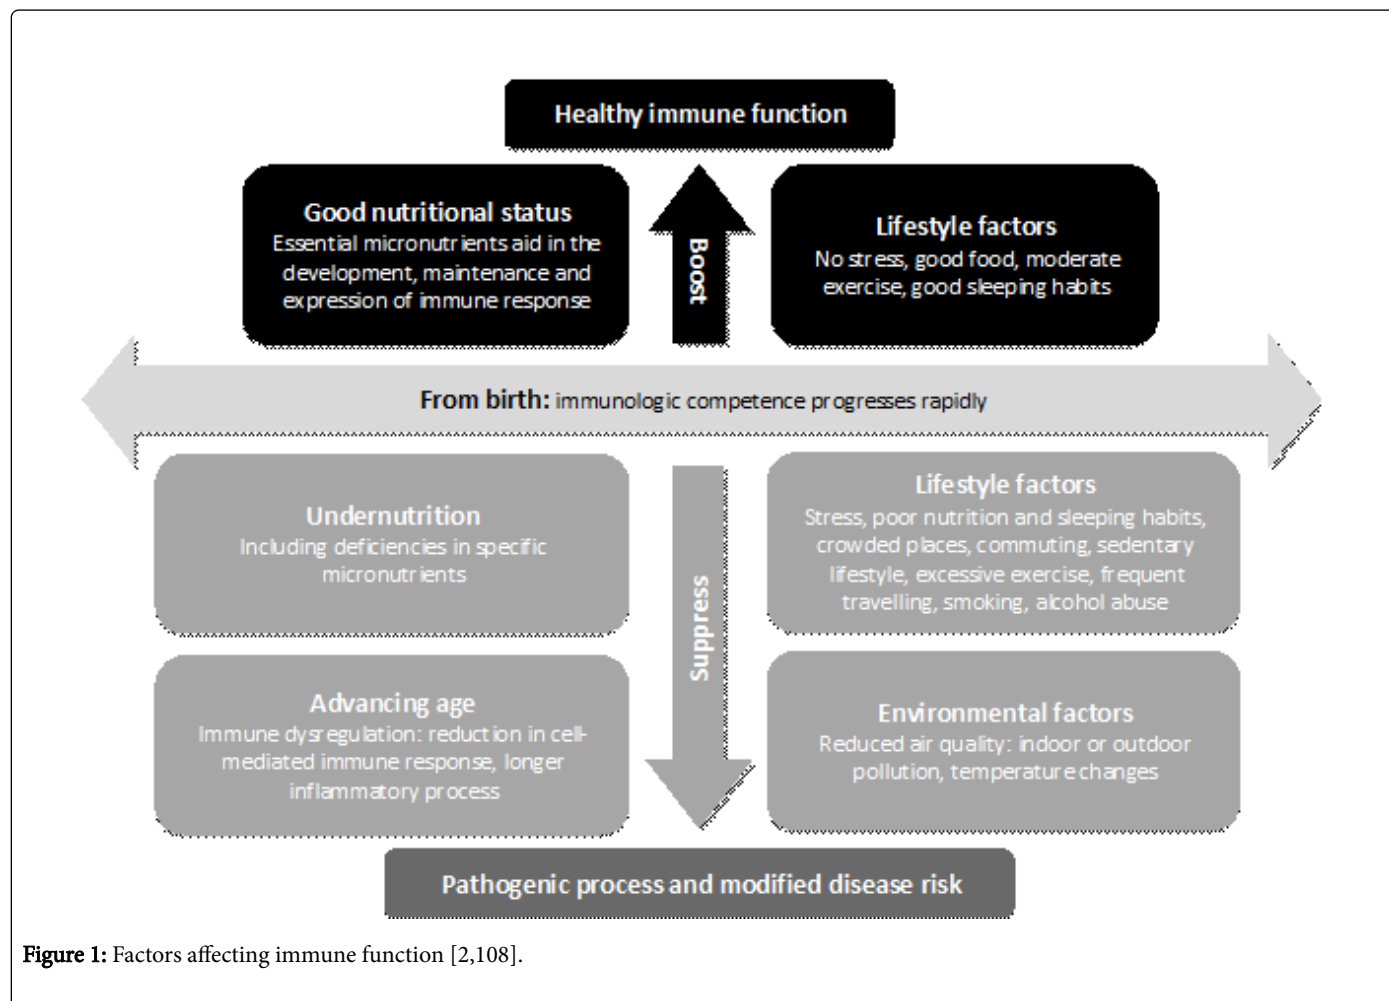 Healthy immune function
Good nutritional status
Essential micronutrients aid in the
development, maintenance and
expression of immune response
Boost
Lifestyle factors
No stress, good food, moderate
exercise, good sleeping habits
From birth: immunologic competence progresses rapidly
Undernutrition
Including deficiencies in specific
micronutrients
Suppress
Lifestyle factors
Stress, poor nutrition and sleeping habits,
crowded places, commuting, sedentary
lifestyle, excessive exercise, frequent
travelling, smoking, alcohol abuse
Advancing age
Immune dysregulation: reduction in cell-
mediated immune response, longer
inflammatory process
Environmental factors
Reduced air quality: indoor or outdoor
pollution, temperature changes
Pathogenic process and modified disease risk
Figure 1: Factors affecting immune function [2,108].